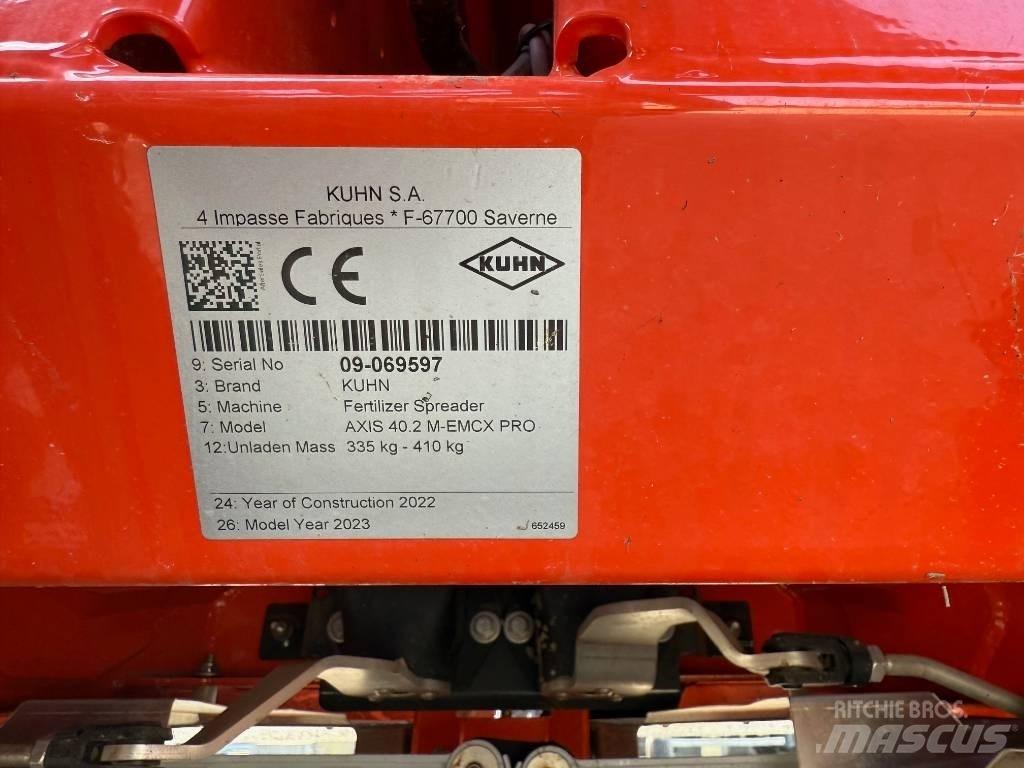 KUHN S.A.
4 Impasse Fabriques * F-67700 Saverne
KUHN
9: Serial No 09-069597
3: Brand KUHN
5: Machine Fertilizer Spreader
7: Model AXIS 40.2 M-EMCX PRO
12:Unladen Mass 335 kg - 410 kg
24: Year of Construction 2022
26: Model Year 2023
652459
RITCHIE BROS.
MASCUS